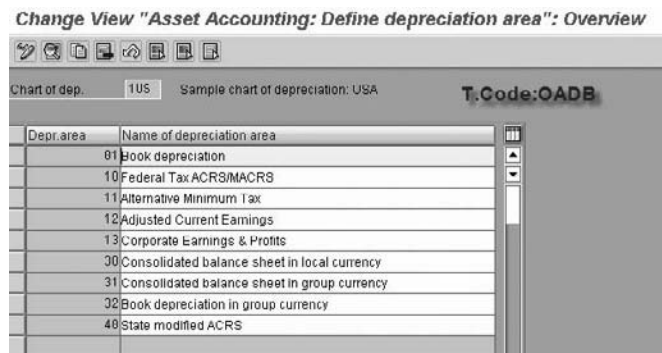 Change View "Asset Accounting: Define depreciation area": Overview
Chart of dep. 1US Sample chart of depreciation: USA
T.Code:OADB
Depr.area Name of depreciation area
01 Book depreciation
10 Federal Tax ACRS/MACRS
11 Alternative Minimum Tax
12 Adjusted Current Earnings
13 Corporate Earnings & Profits
30 Consolidated balance sheet in local currency
31 Consolidated balance sheet in group currency
32 Book depreciation in group currency
40 State modified ACRS